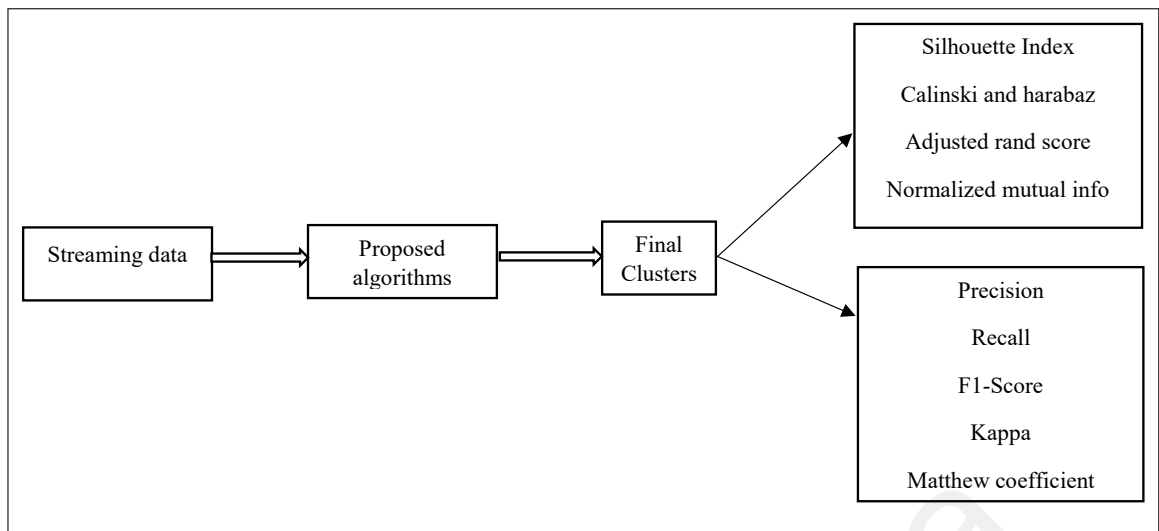 Streaming data
Proposed
algorithms
Final
Clusters
Silhouette Index
Calinski and harabaz
Adjusted rand score
Normalized mutual info
Precision
Recall
F1-Score
Kappa
Matthew coefficient